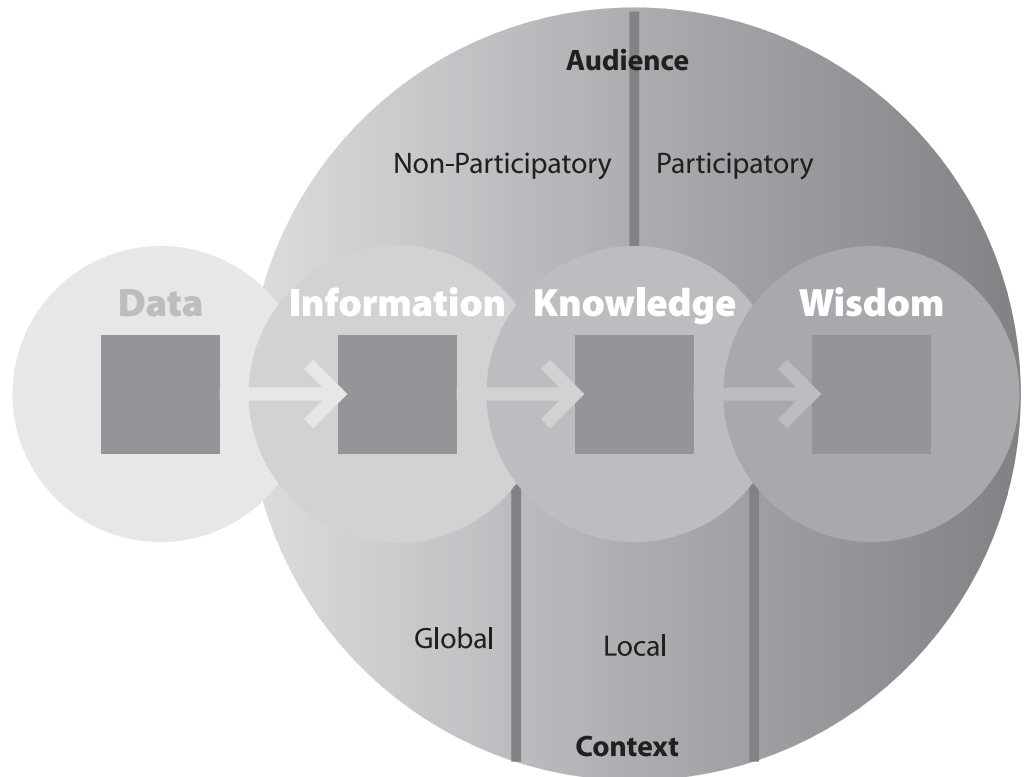 Audience
Non-Participatory Participatory
Data Information Knowledge Wisdom
Global
Local
Context